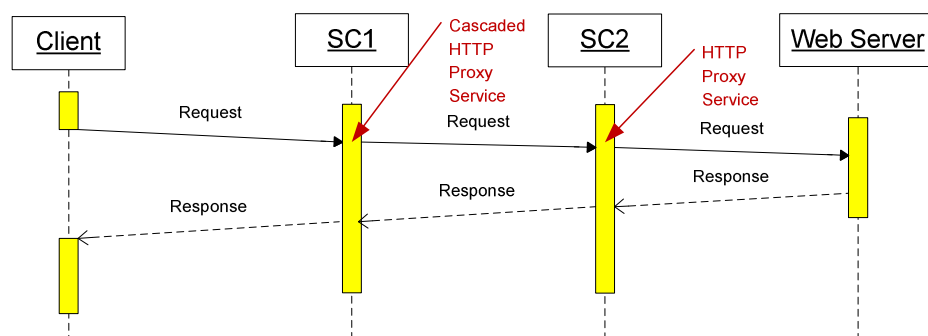 Client
SC1
SC2
Web Server
Cascaded
HTTP
Proxy
Service
HTTP
Proxy
Service
Request
Request
Request
Response
Response
Response